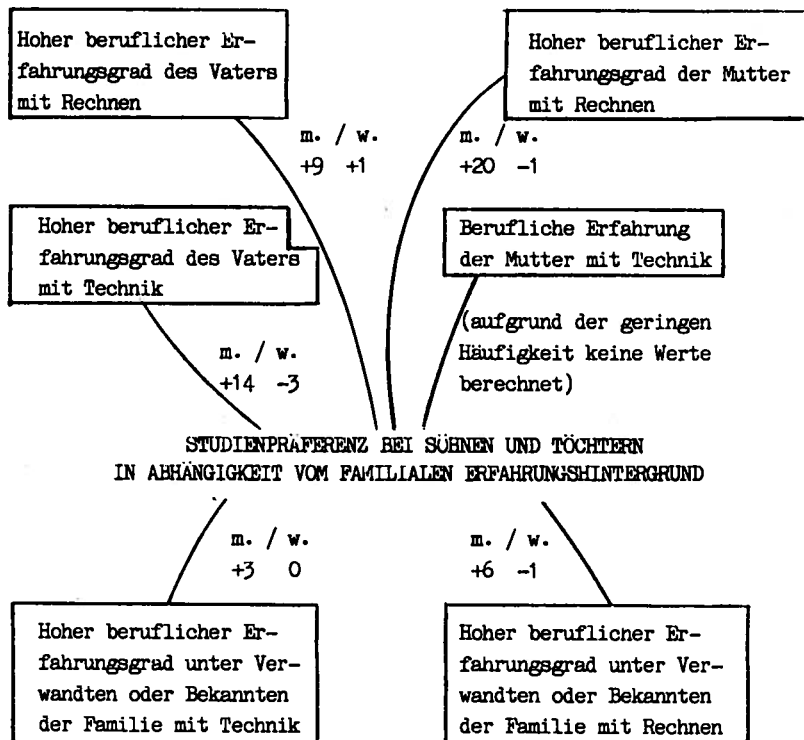 Hoher beruflicher Er-
fahrungsgrad des Vaters
mit Rechnen
Hoher beruflicher Er-
fahrungsgrad der Mutter
mit Rechnen
m. / w.
+9 +1
m. / w.
+20 -1
Hoher beruflicher Er-
fahrungsgrad des Vaters
mit Technik
Berufliche Erfahrung
der Mutter mit Technik
m. / w.
+14 -3
(aufgrund der geringen
Häufigkeit keine Werte
berechnet)
STUDIENPRÄFERENZ BEI SÖHNEN UND TÖCHTERN
IN ABHÄNGIGKEIT VOM FAMILIALEN ERFAHRUNGSHINTERGRUND
m. / w.
+3 0
m. / w.
+6 -1
Hoher beruflicher Er-
fahrungsgrad unter Ver-
wandten oder Bekannten
der Familie mit Technik
Hoher beruflicher Er-
fahrungsgrad unter Ver-
wandten oder Bekannten
der Familie mit Rechnen